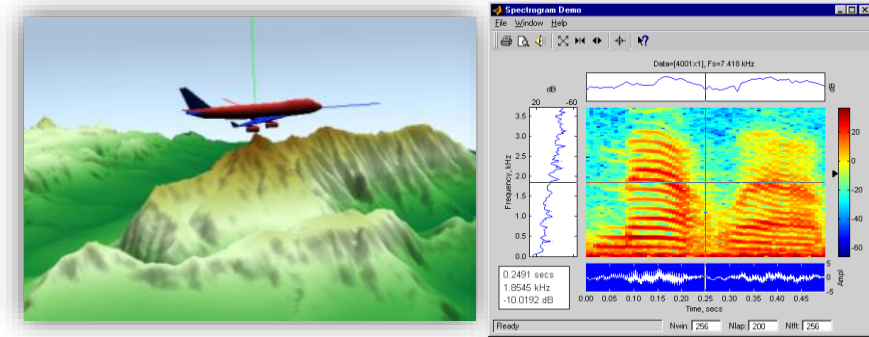 Spectrogram Demo
File Window Help
Data=[4001x1], Fs=7.418 kHz
dB
20 -60
dB
3.5
3.0
2.5
2.0
1.5
1.0
0.5
0.0
Frequency, kHz
20
0
-20
-40
-60
0.2491 secs
1.8545 kHz
-10.0192 dB
5
0
-5
Ampl
0.00 0.05 0.10 0.15 0.20 0.25 0.30 0.35 0.40 0.45
Time, secs
Ready Nwin: 256 Nlap: 200 Nfft: 256